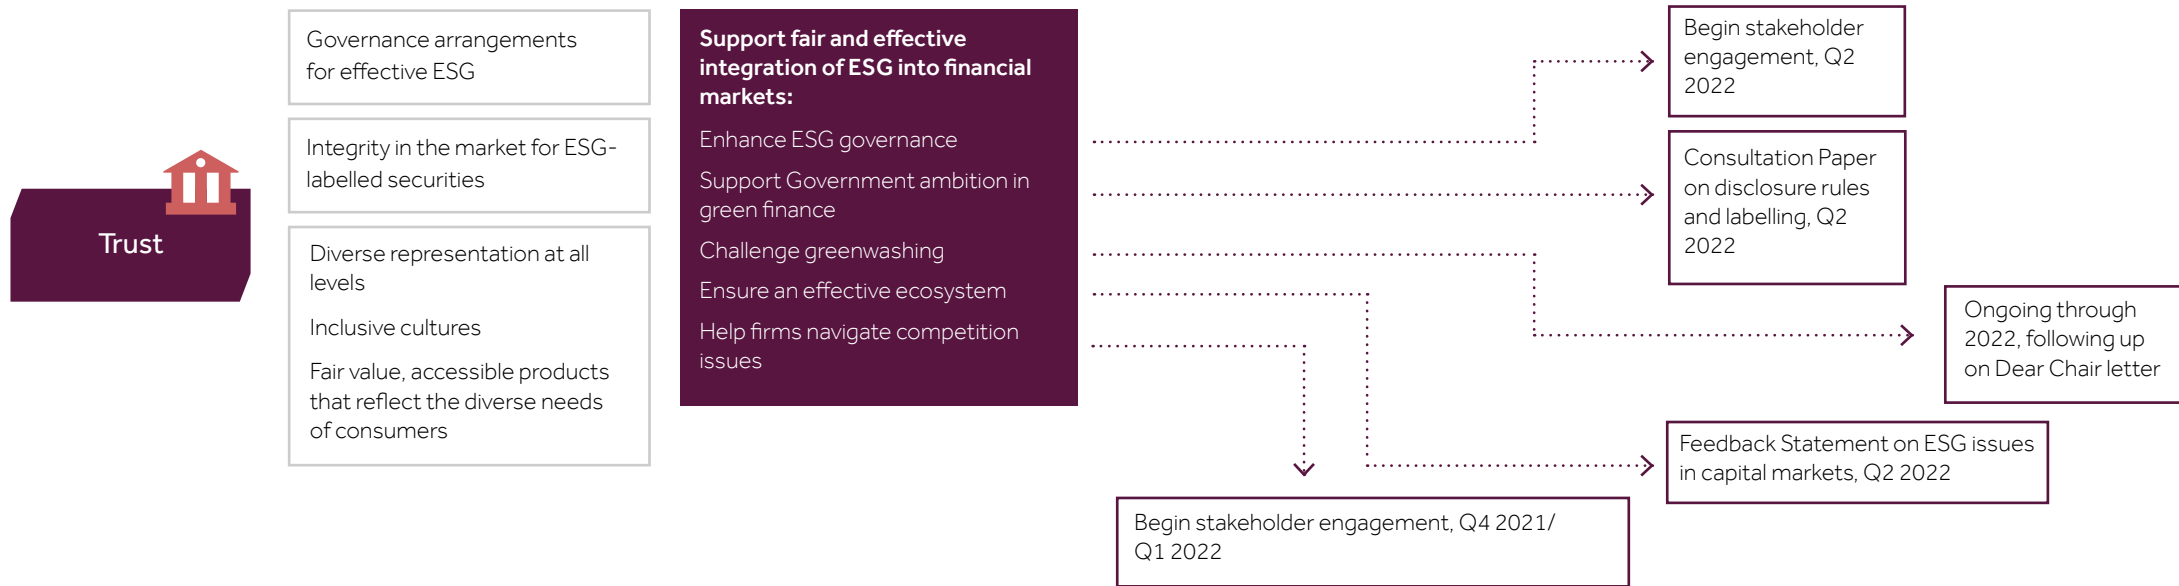 Trust
Governance arrangements
for effective ESG
Integrity in the market for ESG-
labelled securities
Diverse representation at all
levels
Inclusive cultures
Fair value, accessible products
that reflect the diverse needs
of consumers
Support fair and effective
integration of ESG into financial
markets:
Enhance ESG governance
Support Government ambition in
green finance
Challenge greenwashing
Ensure an effective ecosystem
Help firms navigate competition
issues
Begin stakeholder
engagement, Q2
2022
Consultation Paper
on disclosure rules
and labelling, Q2
2022
Ongoing through
2022, following up
on Dear Chair letter
Feedback Statement on ESG issues
in capital markets, Q2 2022
Begin stakeholder engagement, Q4 2021/
Q1 2022